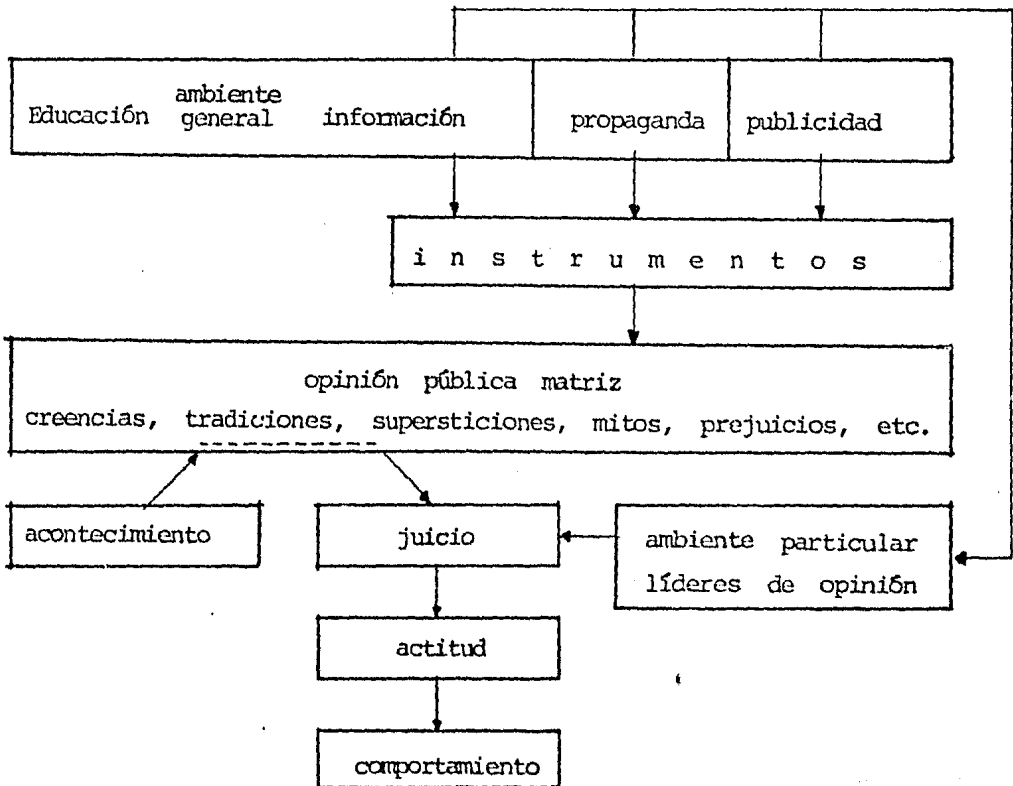 ambiente
Educación general información propaganda publicidad
i n s t r u m e n t o s
opinión pública matriz
creencias, tradiciones, supersticiones, mitos, prejuicios, etc.
acontecimiento
juicio
ambiente particular
líderes de opinión
actitud
comportamiento